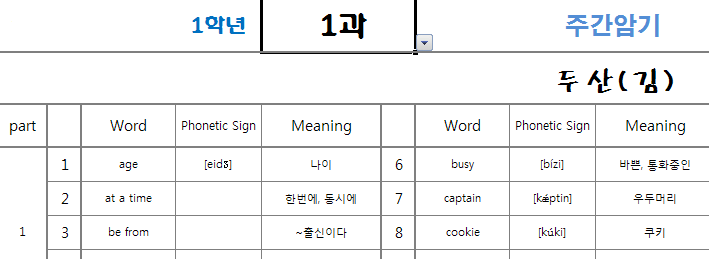 1학년 1과 주간암기
두산(김)
part Word Phonetic Sign Meaning Word Phonetic Sign Meaning
1 age [eidʒ] 나이 6 busy [bízi] 바쁜, 통화중인
2 at a time 한번에, 동시에 7 captain [kǽptin] 우두머리
1 3 be from ~출신이다 8 cookie [kúki] 쿠키